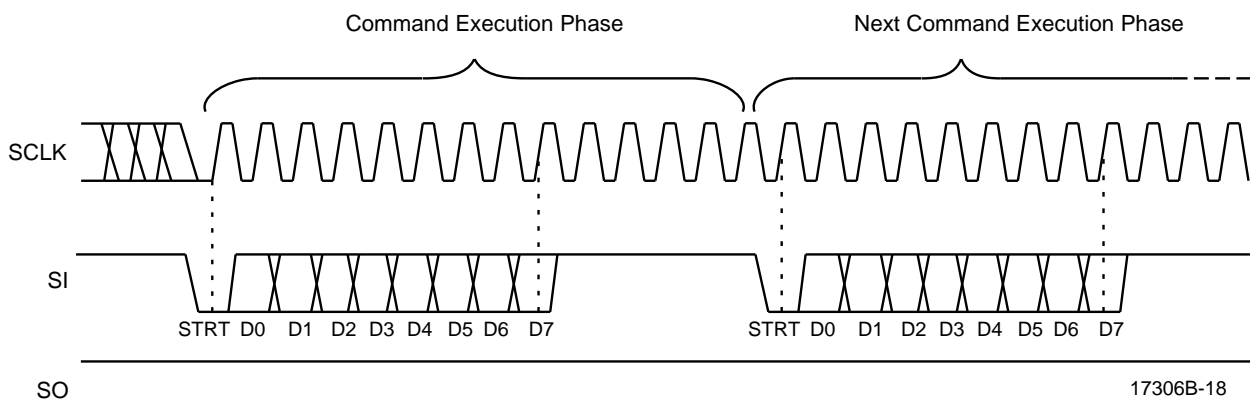 Command Execution Phase Next Command Execution Phase
SCLK
SI
STRT D0 D1 D2 D3 D4 D5 D6 D7 STRT D0 D1 D2 D3 D4 D5 D6 D7
SO
17306B-18